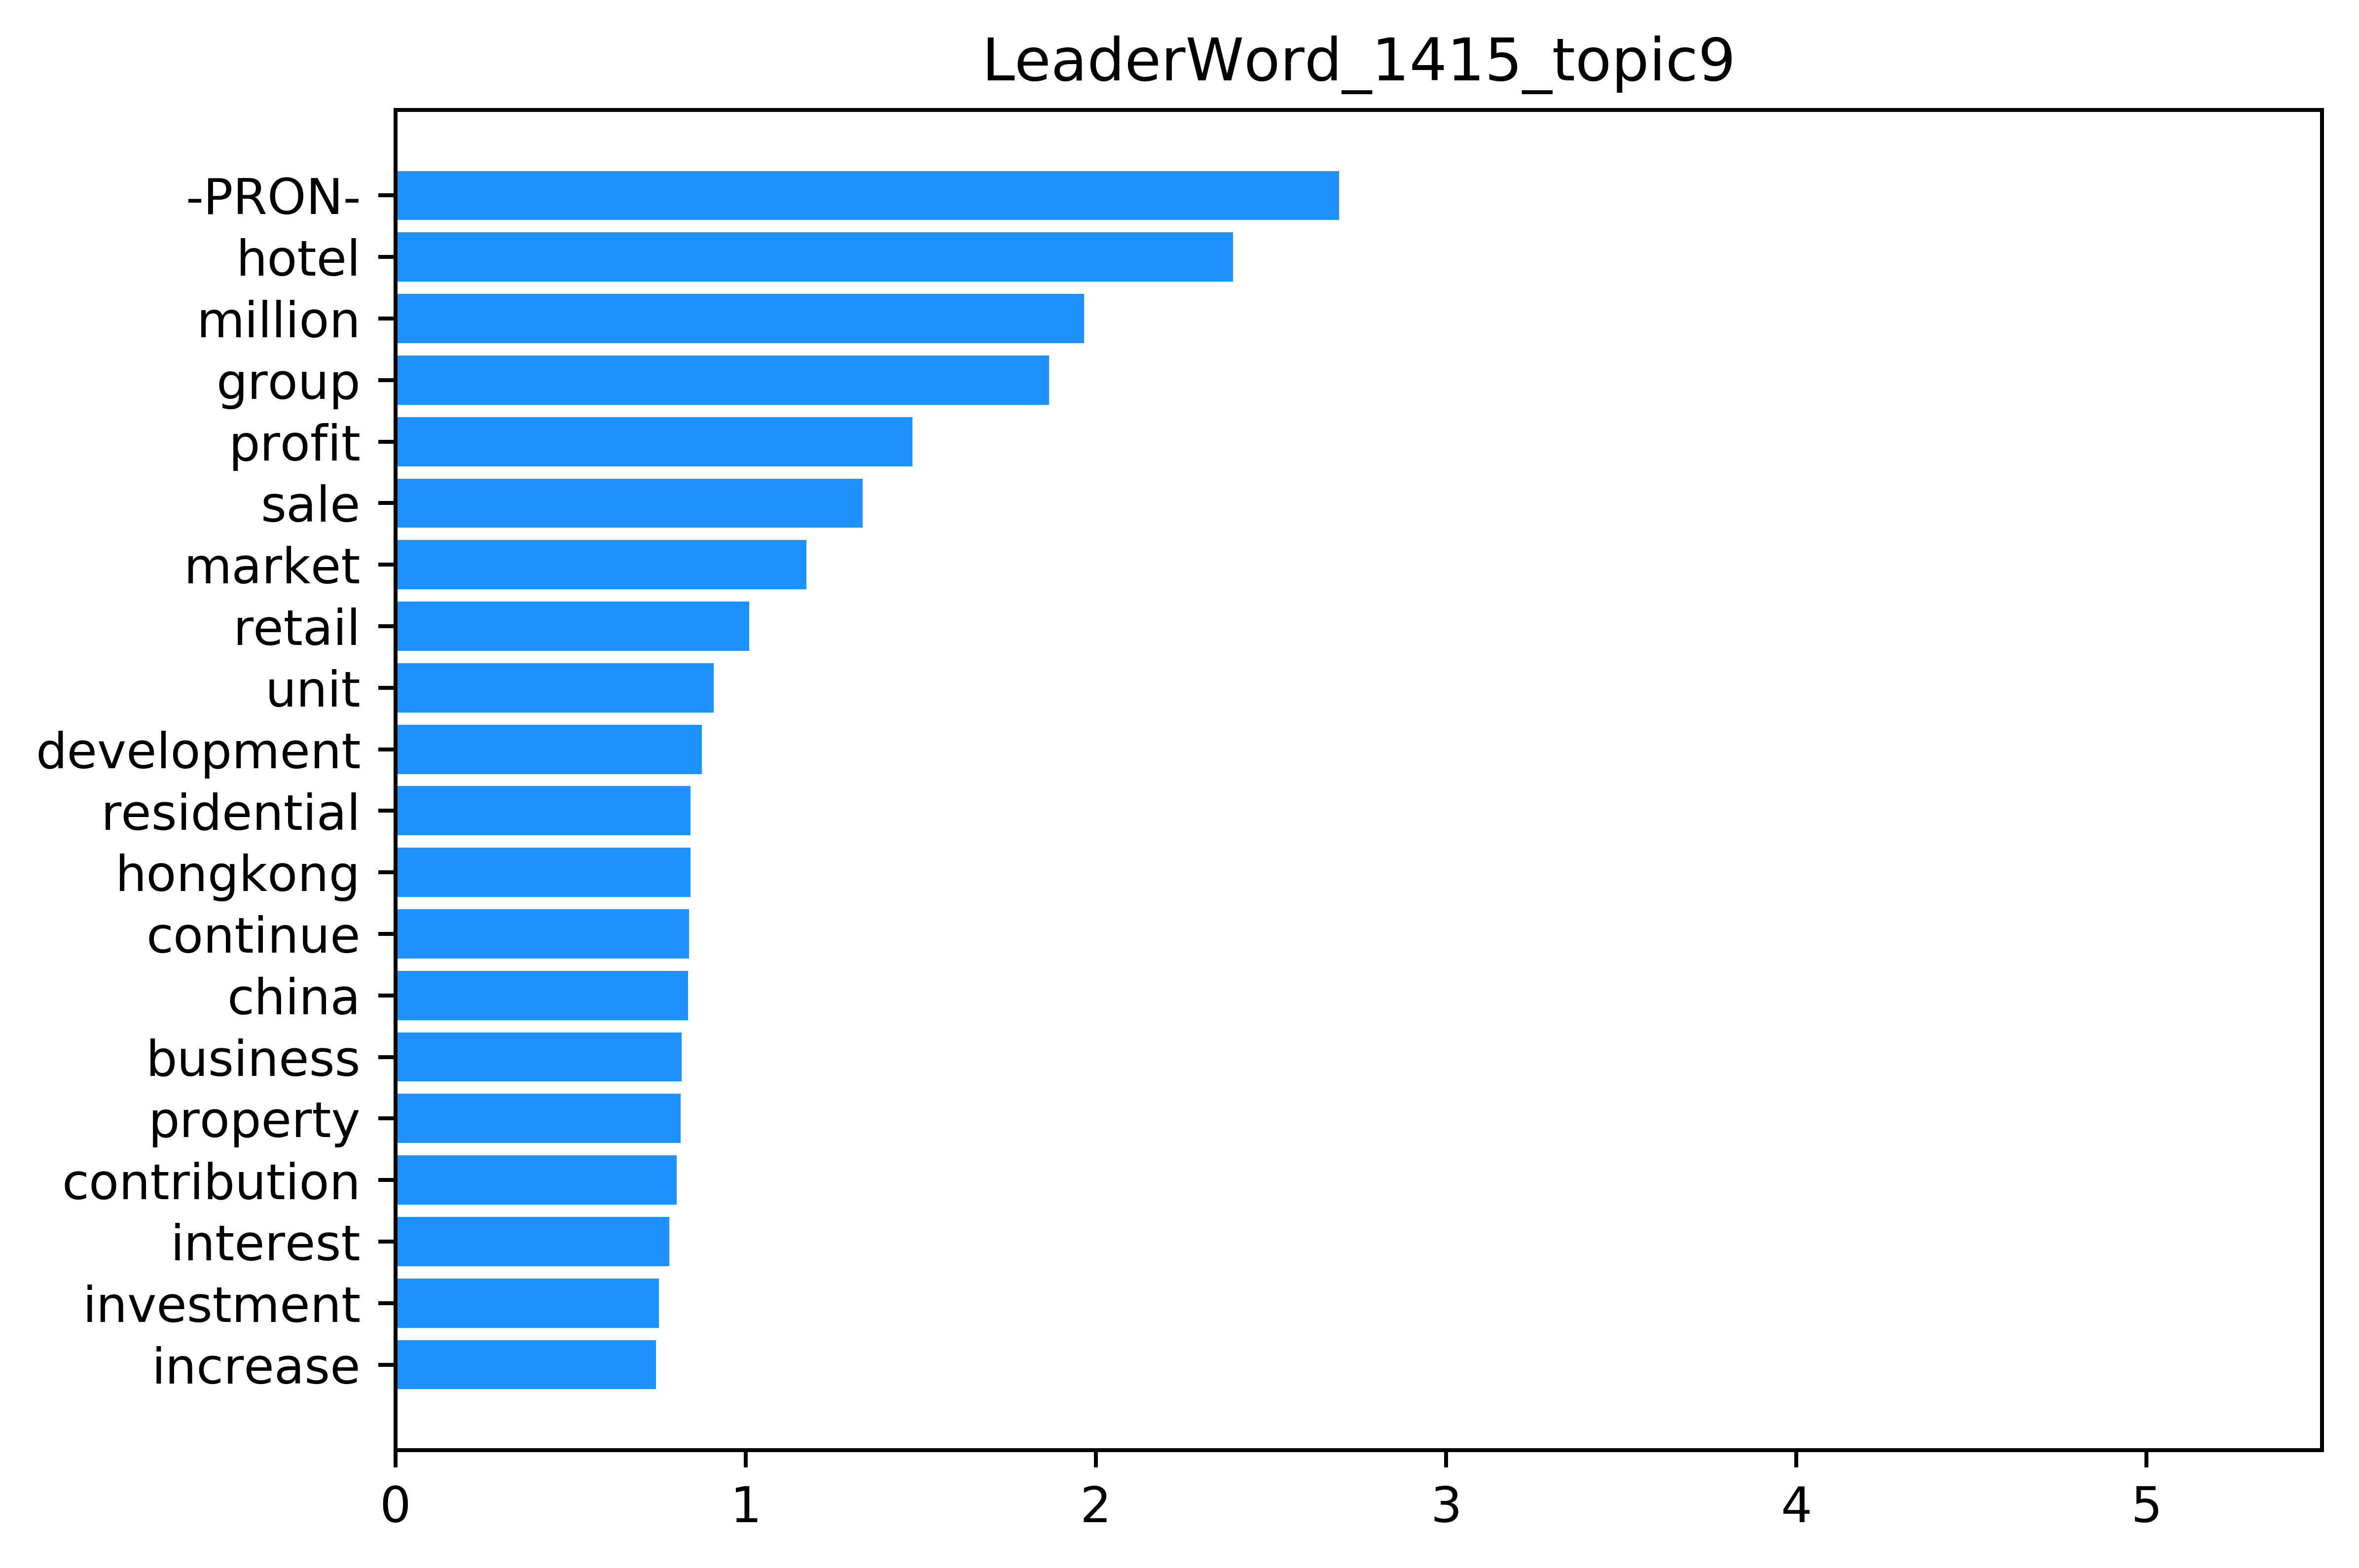 LeaderWord_1415_topic9
-PRON-
hotel
million
group
profit
sale
market
retail
unit
development
residential
hongkong
continue
china
business
property
contribution
interest
investment
increase
0 1 2 3 4 5